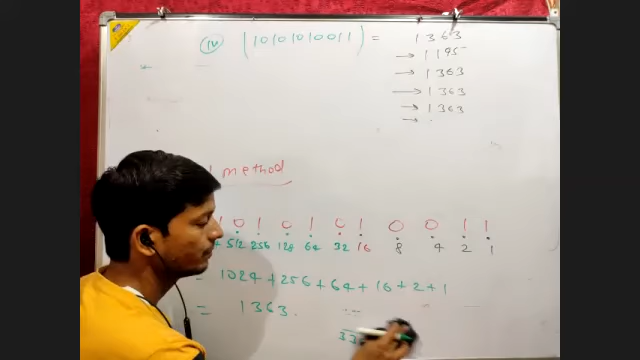 (iv) (10101010011) = 1363
→ 1195
→ 1363
→ 1363
→ 1363
→
method
1 0 1 0 1 0 1 0 0 1 1
512 256 128 64 32 16 8 4 2 1
= 1024 + 256 + 64 + 16 + 2 + 1
= 1363.